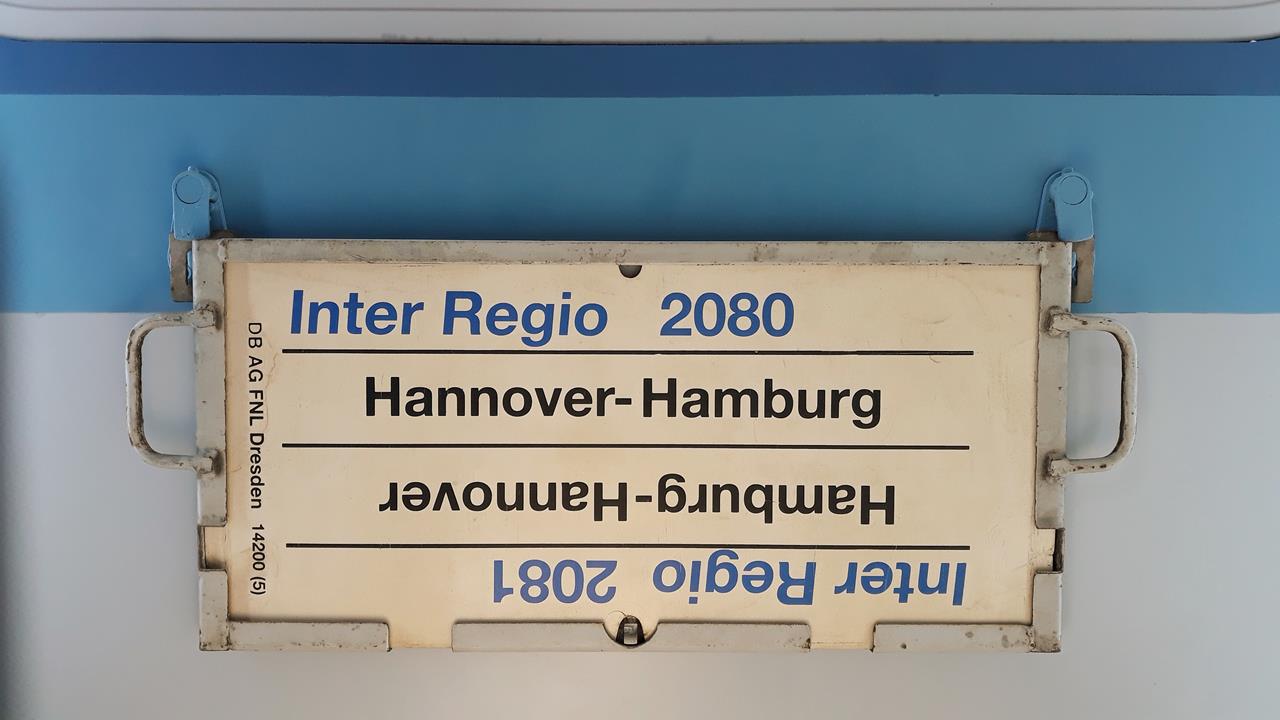 Inter Regio 2080
Hannover-Hamburg
Hamburg-Hannover
Inter Regio 2081
DB AG FNL Dresden 14200 (5)